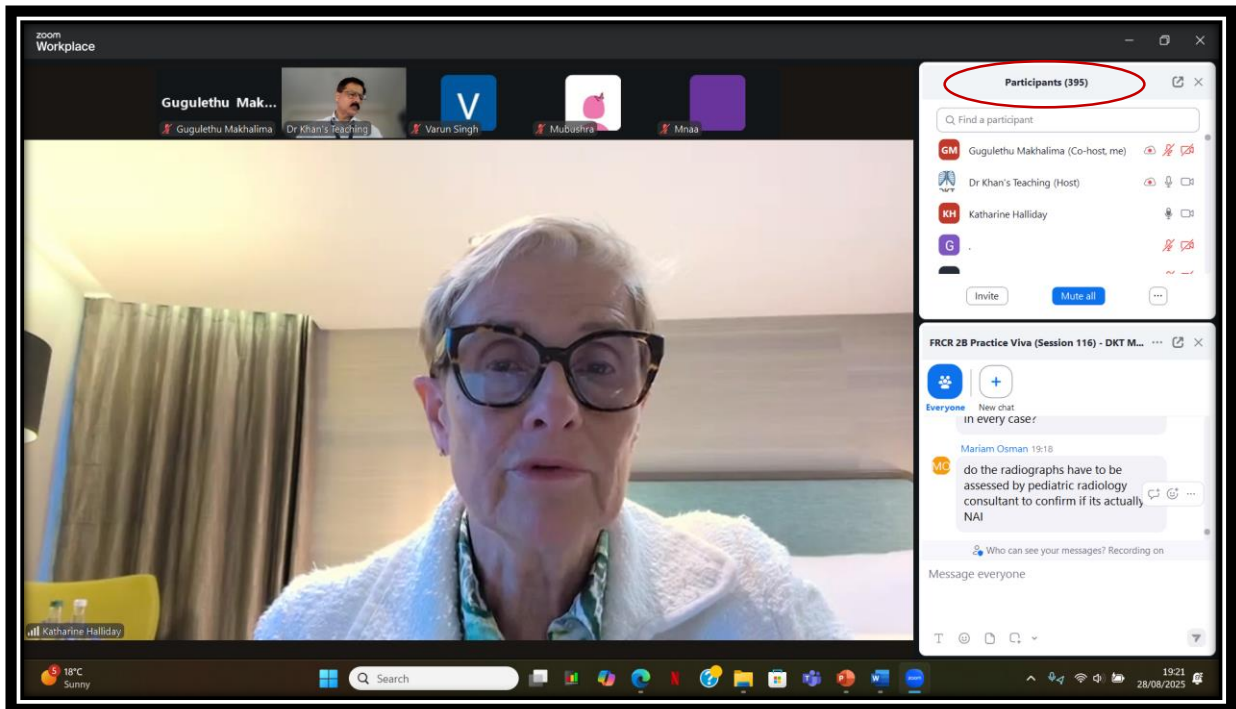 zoom
Workplace
Gugulethu Mak...
Gugulethu Makhalima
Dr Khan's Teaching
V
Varun Singh
Mubushra
Mnaa
Katharine Halliday
Participants (395)
Find a participant
GM Gugulethu Makhalima (Co-host, me)
DKT Dr Khan's Teaching (Host)
KH Katharine Halliday
G .
Invite
Mute all
FRCR 2B Practice Viva (Session 116) - DKT M...
Everyone
New chat
in every case?
Mariam Osman 19:18
MO
do the radiographs have to be
assessed by pediatric radiology
consultant to confirm if its actually
NAI
Who can see your messages? Recording on
Message everyone
5
18°C
Sunny
Search
19:21
28/08/2025